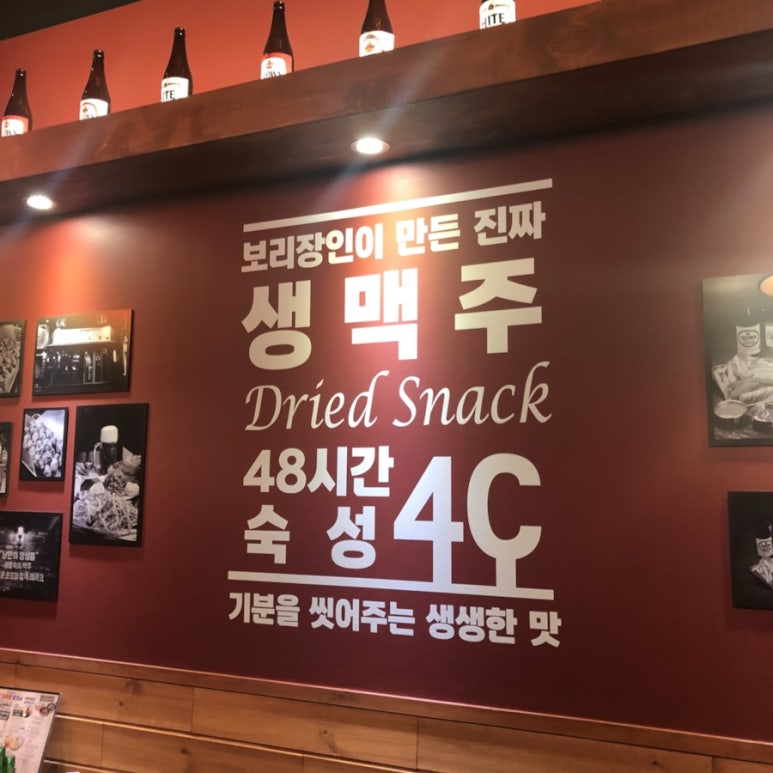 HITE
보리장인이 만든 진짜
생맥주
Dried Snack
48시간
숙성
4C
기분을 씻어주는 생생한 맛